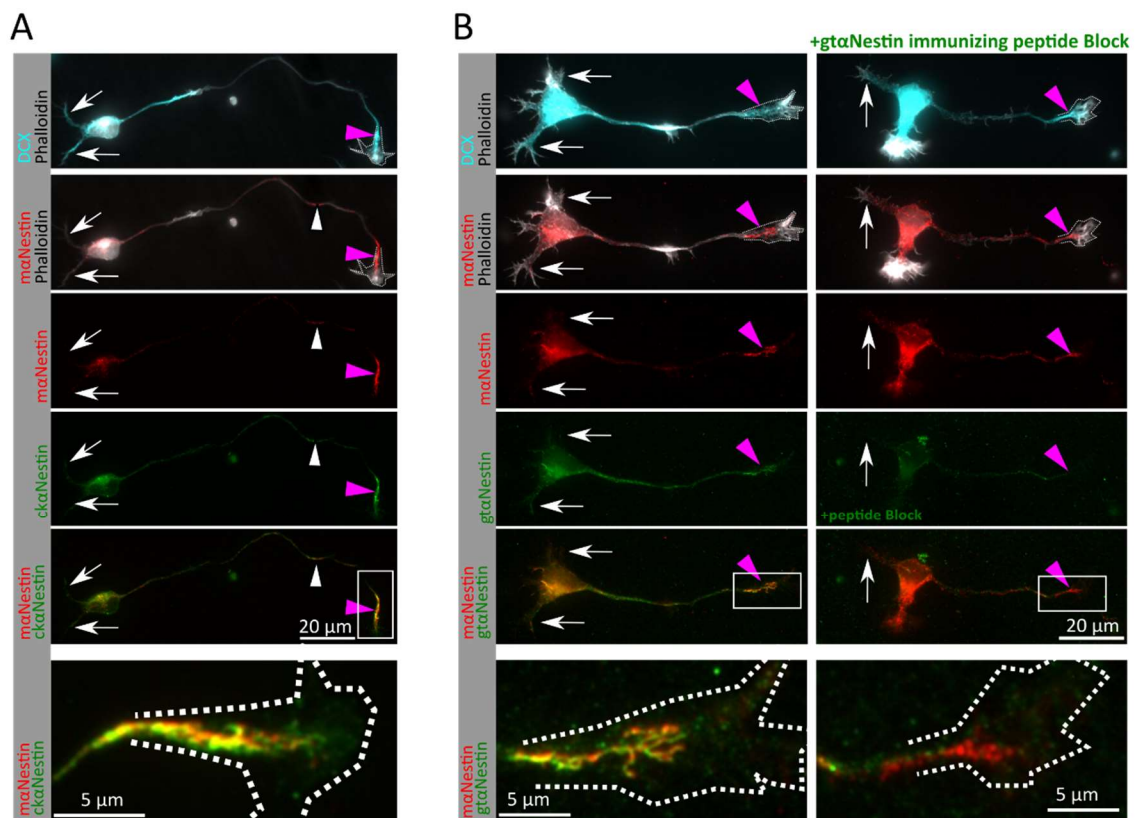 A
B
+gtαNestin immunizing peptide Block
DCX
Phalloidin
mαNestin
Phalloidin
mαNestin
ckαNestin
mαNestin
ckαNestin
20 µm
mαNestin
ckαNestin
5 µm
DCX
Phalloidin
mαNestin
Phalloidin
mαNestin
gtαNestin
+peptide Block
mαNestin
gtαNestin
20 µm
mαNestin
gtαNestin
5 µm
5 µm